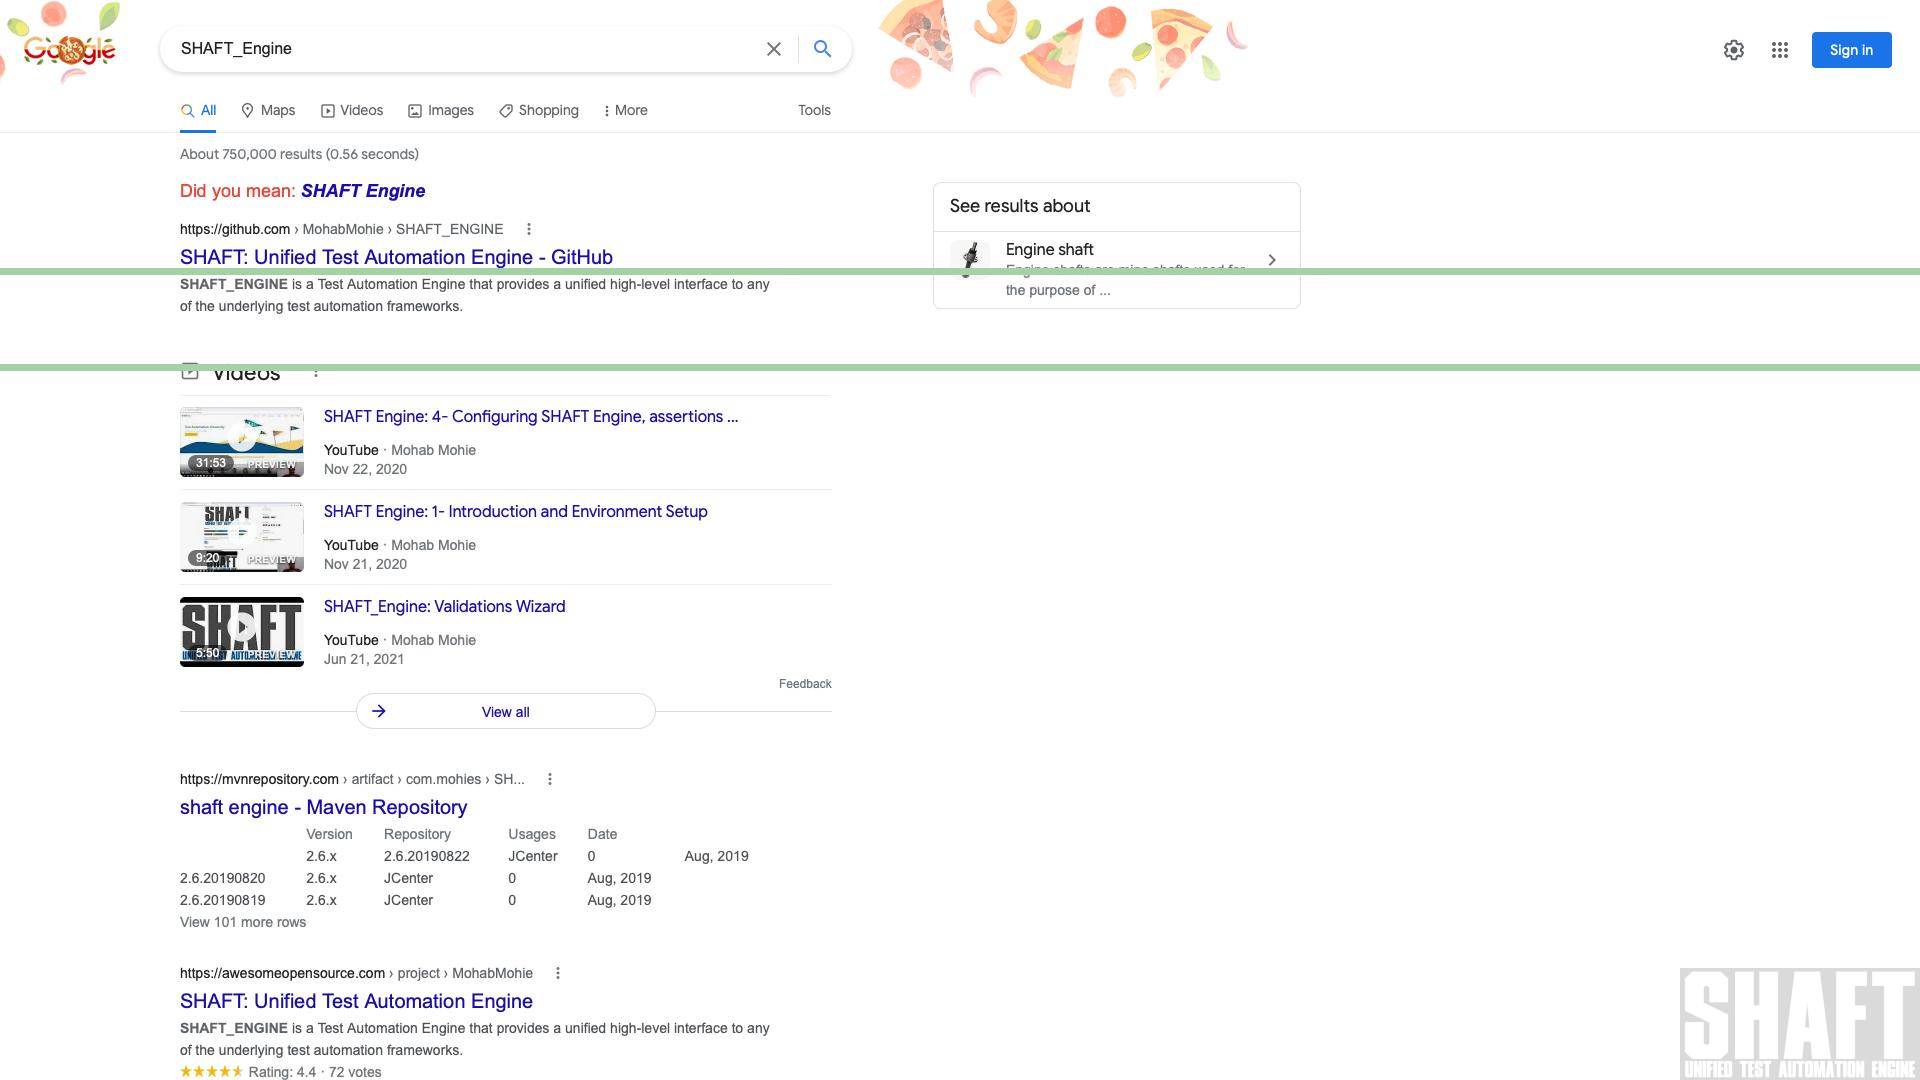 Google
SHAFT_Engine
Sign in
All
Maps
Videos
Images
Shopping
More
Tools
About 750,000 results (0.56 seconds)
Did you mean: SHAFT Engine
https://github.com › MohabMohie › SHAFT_ENGINE
SHAFT: Unified Test Automation Engine - GitHub
SHAFT_ENGINE is a Test Automation Engine that provides a unified high-level interface to any
of the underlying test automation frameworks.
See results about
Engine shaft
Engine shafts are mine shafts used for
the purpose of ...
Videos
SHAFT Engine: 4- Configuring SHAFT Engine, assertions ...
31:53
PREVIEW
YouTube · Mohab Mohie
Nov 22, 2020
SHAFT Engine: 1- Introduction and Environment Setup
SHAFT
9:20
PREVIEW
YouTube · Mohab Mohie
Nov 21, 2020
SHAFT_Engine: Validations Wizard
SHAFT
5:50
PREVIEW
YouTube · Mohab Mohie
Jun 21, 2021
Feedback
View all
https://mvnrepository.com › artifact › com.mohies › SH...
shaft engine - Maven Repository
Version Repository Usages Date
2.6.x 2.6.20190822 JCenter 0 Aug, 2019
2.6.20190820 2.6.x JCenter 0 Aug, 2019
2.6.20190819 2.6.x JCenter 0 Aug, 2019
View 101 more rows
https://awesomeopensource.com › project › MohabMohie
SHAFT: Unified Test Automation Engine
SHAFT_ENGINE is a Test Automation Engine that provides a unified high-level interface to any
of the underlying test automation frameworks.
Rating: 4.4 · 72 votes
SHAFT
UNIFIED TEST AUTOMATION ENGINE